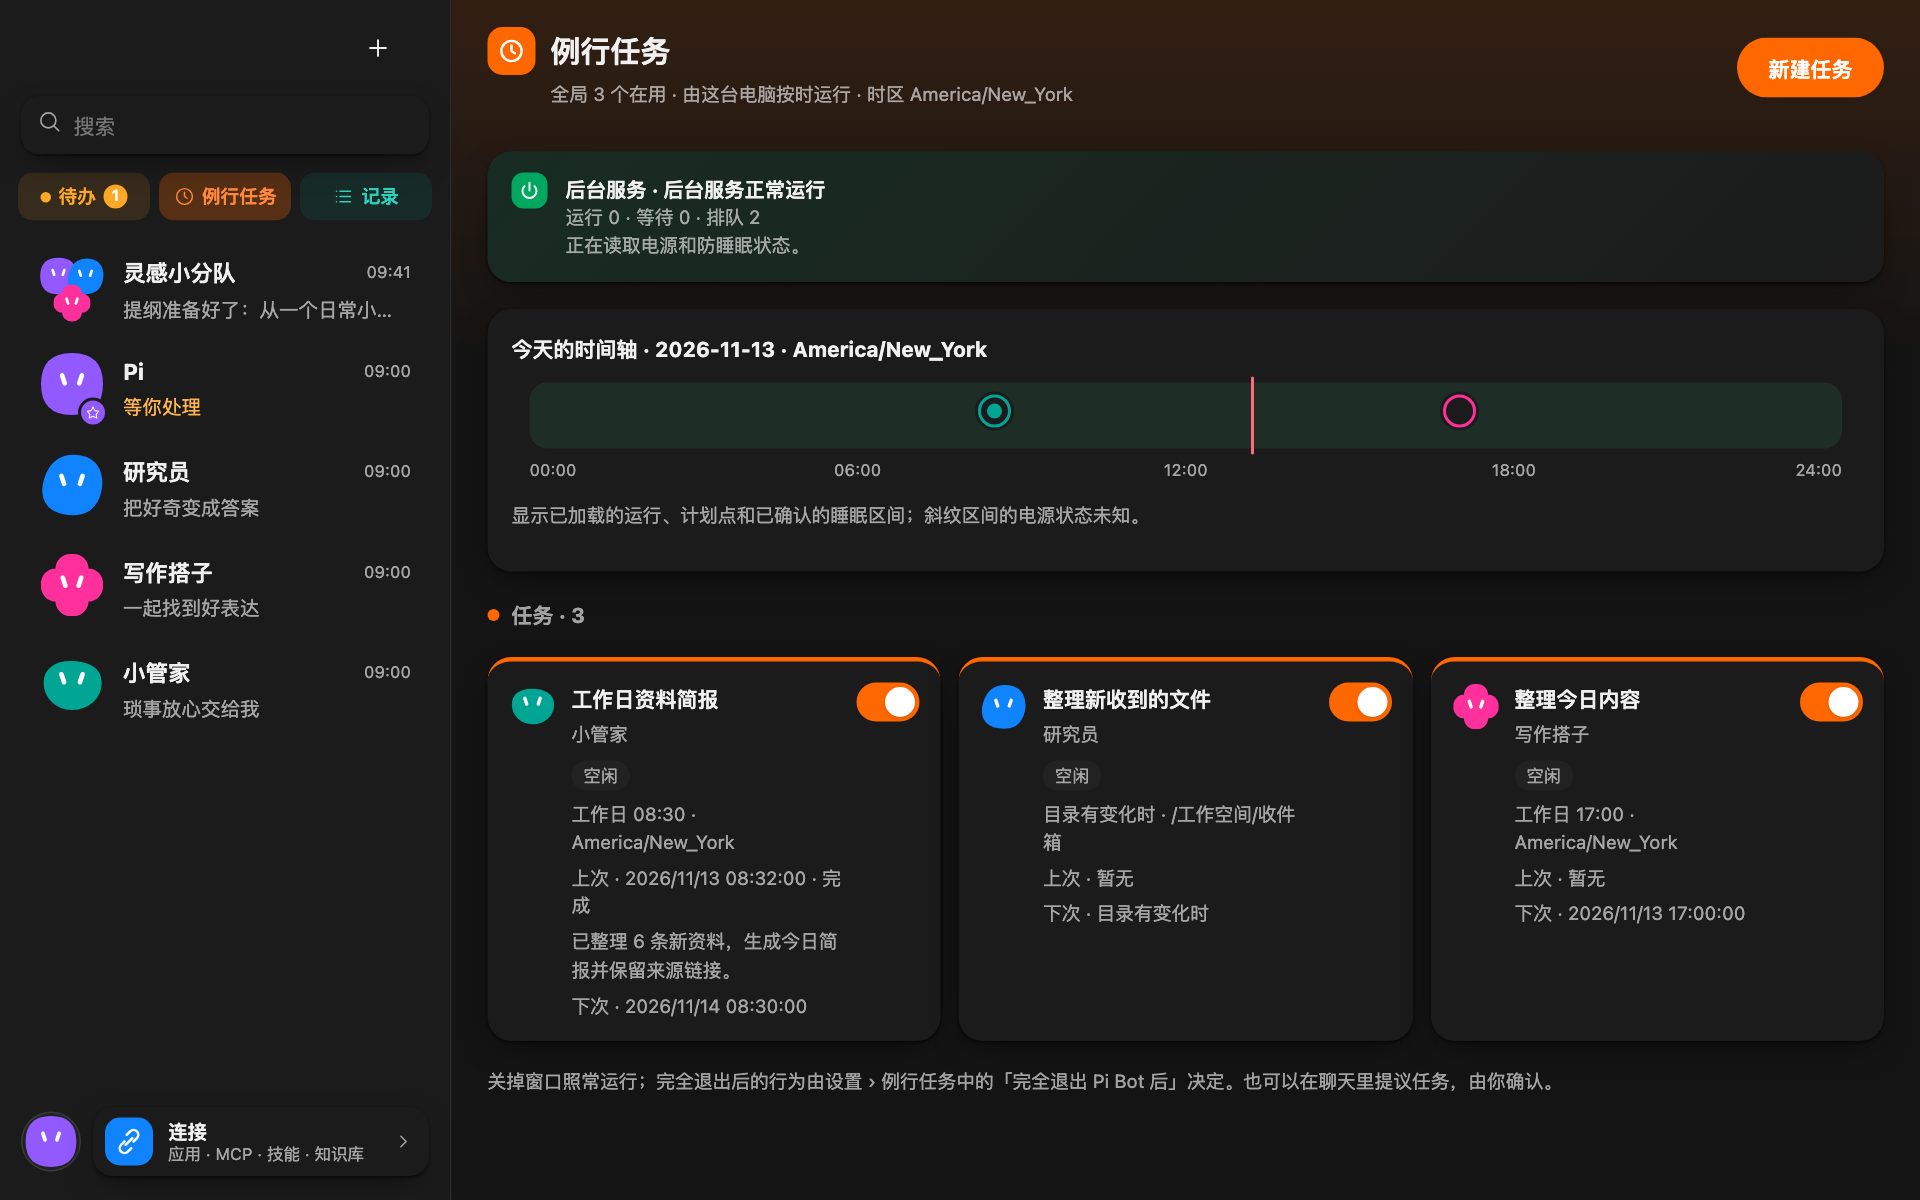 搜索
待办 1
例行任务
记录
灵感小分队 09:41
提纲准备好了：从一个日常小...
Pi 09:00
等你处理
研究员 09:00
把好奇变成答案
写作搭子 09:00
一起找到好表达
小管家 09:00
琐事放心交给我
连接
应用 · MCP · 技能 · 知识库
例行任务
全局 3 个在用 · 由这台电脑按时运行 · 时区 America/New_York
新建任务
后台服务 · 后台服务正常运行
运行 0 · 等待 0 · 排队 2
正在读取电源和防睡眠状态。
今天的时间轴 · 2026-11-13 · America/New_York
00:00 06:00 12:00 18:00 24:00
显示已加载的运行、计划点和已确认的睡眠区间；斜纹区间的电源状态未知。
任务 · 3
工作日资料简报
小管家
空闲
工作日 08:30 ·
America/New_York
上次 · 2026/11/13 08:32:00 · 完
成
已整理 6 条新资料，生成今日简
报并保留来源链接。
下次 · 2026/11/14 08:30:00
整理新收到的文件
研究员
空闲
目录有变化时 · /工作空间/收件
箱
上次 · 暂无
下次 · 目录有变化时
整理今日内容
写作搭子
空闲
工作日 17:00 ·
America/New_York
上次 · 暂无
下次 · 2026/11/13 17:00:00
关掉窗口照常运行；完全退出后的行为由设置 › 例行任务中的「完全退出 Pi Bot 后」决定。也可以在聊天里提议任务，由你确认。